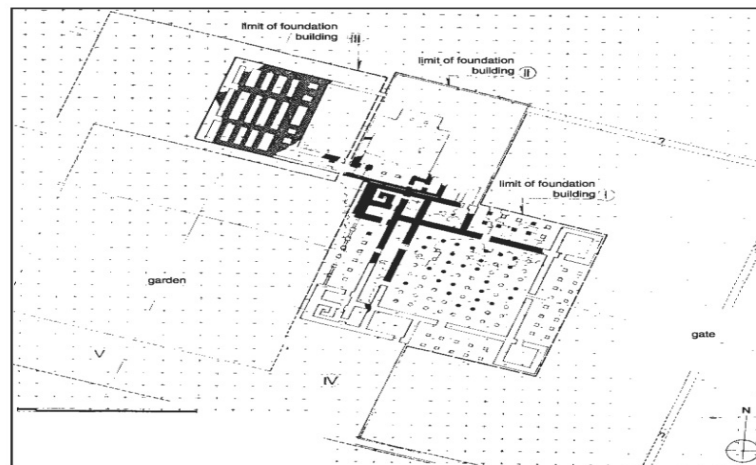 limit of foundation
building III
limit of foundation
building II
limit of foundation
building I
?
garden
gate
V
IV
N
?